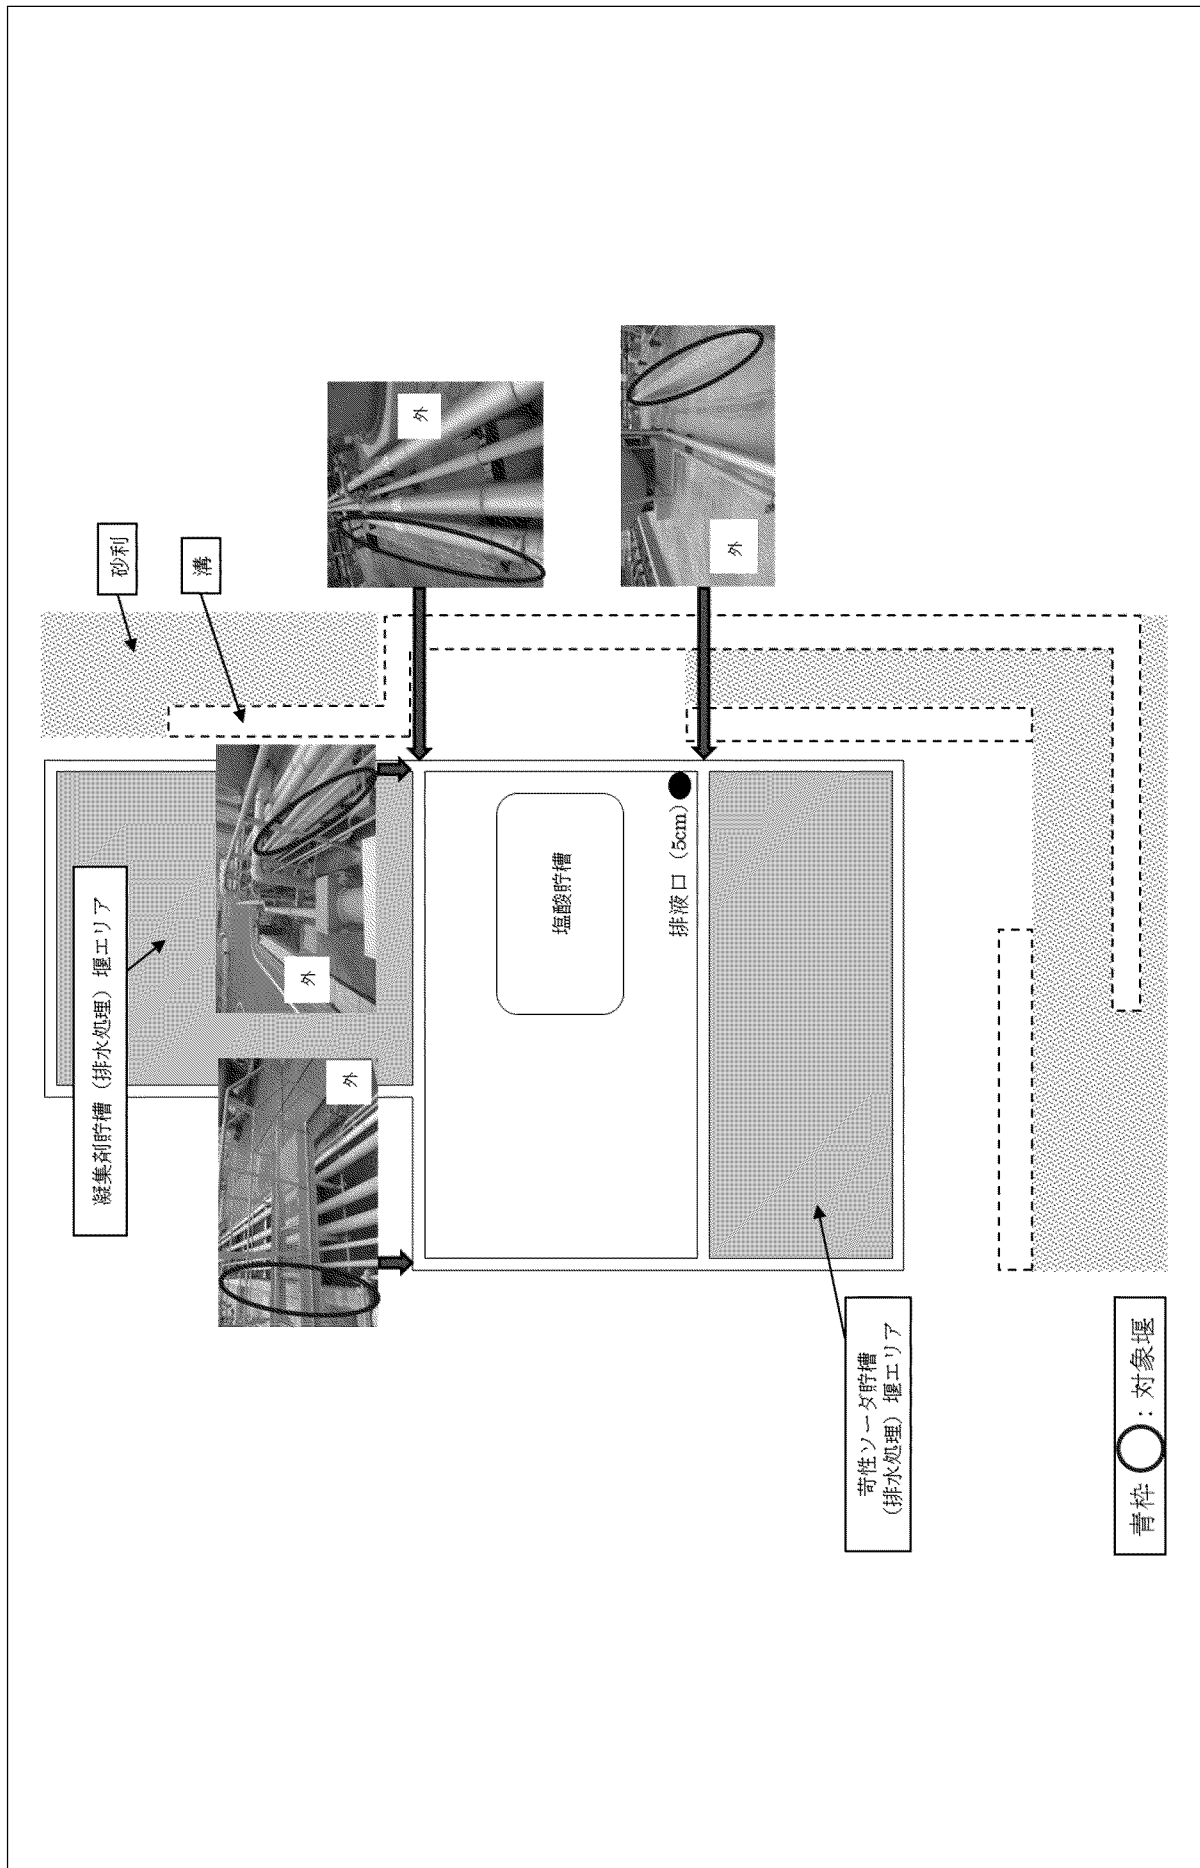 凝集剤貯槽（排水処理）堰エリア
砂利
溝
外
外
外
外
塩酸貯槽
排液口（5cm）
苛性ソーダ貯槽
（排水処理）堰エリア
青枠 ：対象堰